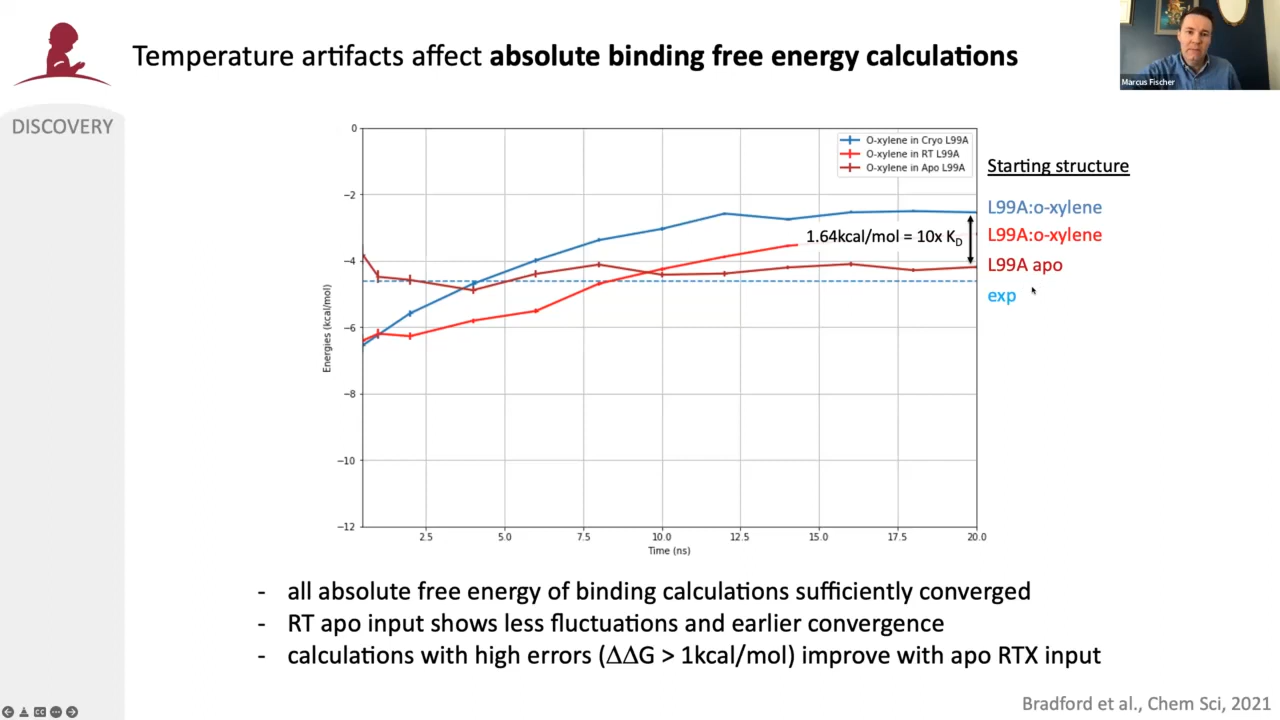 Temperature artifacts affect absolute binding free energy calculations
Marcus Fischer
DISCOVERY
O-xylene in Cryo L99A
O-xylene in RT L99A
O-xylene in Apo L99A
Starting structure
L99A:o-xylene
L99A:o-xylene
L99A apo
exp
1.64kcal/mol = 10x KD
0
−2
−4
−6
−8
−10
−12
Energies (kcal/mol)
2.5 5.0 7.5 10.0 12.5 15.0 17.5 20.0
Time (ns)
- all absolute free energy of binding calculations sufficiently converged
- RT apo input shows less fluctuations and earlier convergence
- calculations with high errors (ΔΔG > 1kcal/mol) improve with apo RTX input
Bradford et al., Chem Sci, 2021